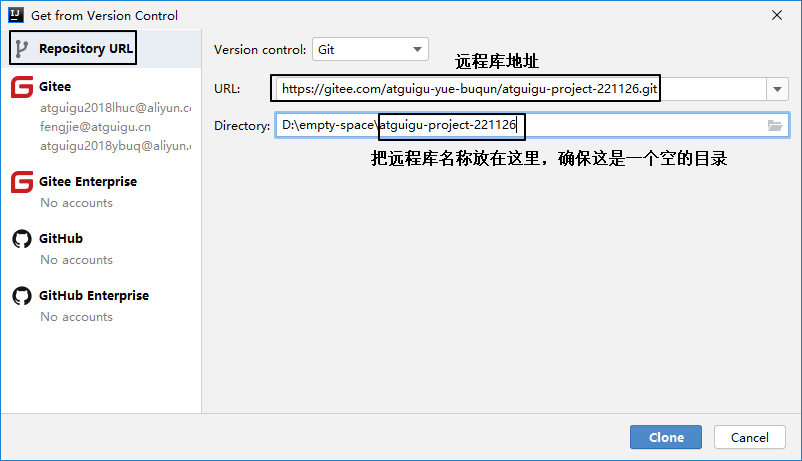 Get from Version Control
Repository URL
Gitee
atguigu2018lhuc@aliyun.co
fengjie@atguigu.cn
atguigu2018ybuq@aliyun.c
Gitee Enterprise
No accounts
GitHub
No accounts
GitHub Enterprise
No accounts
Version control: Git
远程库地址
URL: https://gitee.com/atguigu-yue-buqun/atguigu-project-221126.git
Directory: D:\empty-space\atguigu-project-221126
把远程库名称放在这里，确保这是一个空的目录
Clone
Cancel